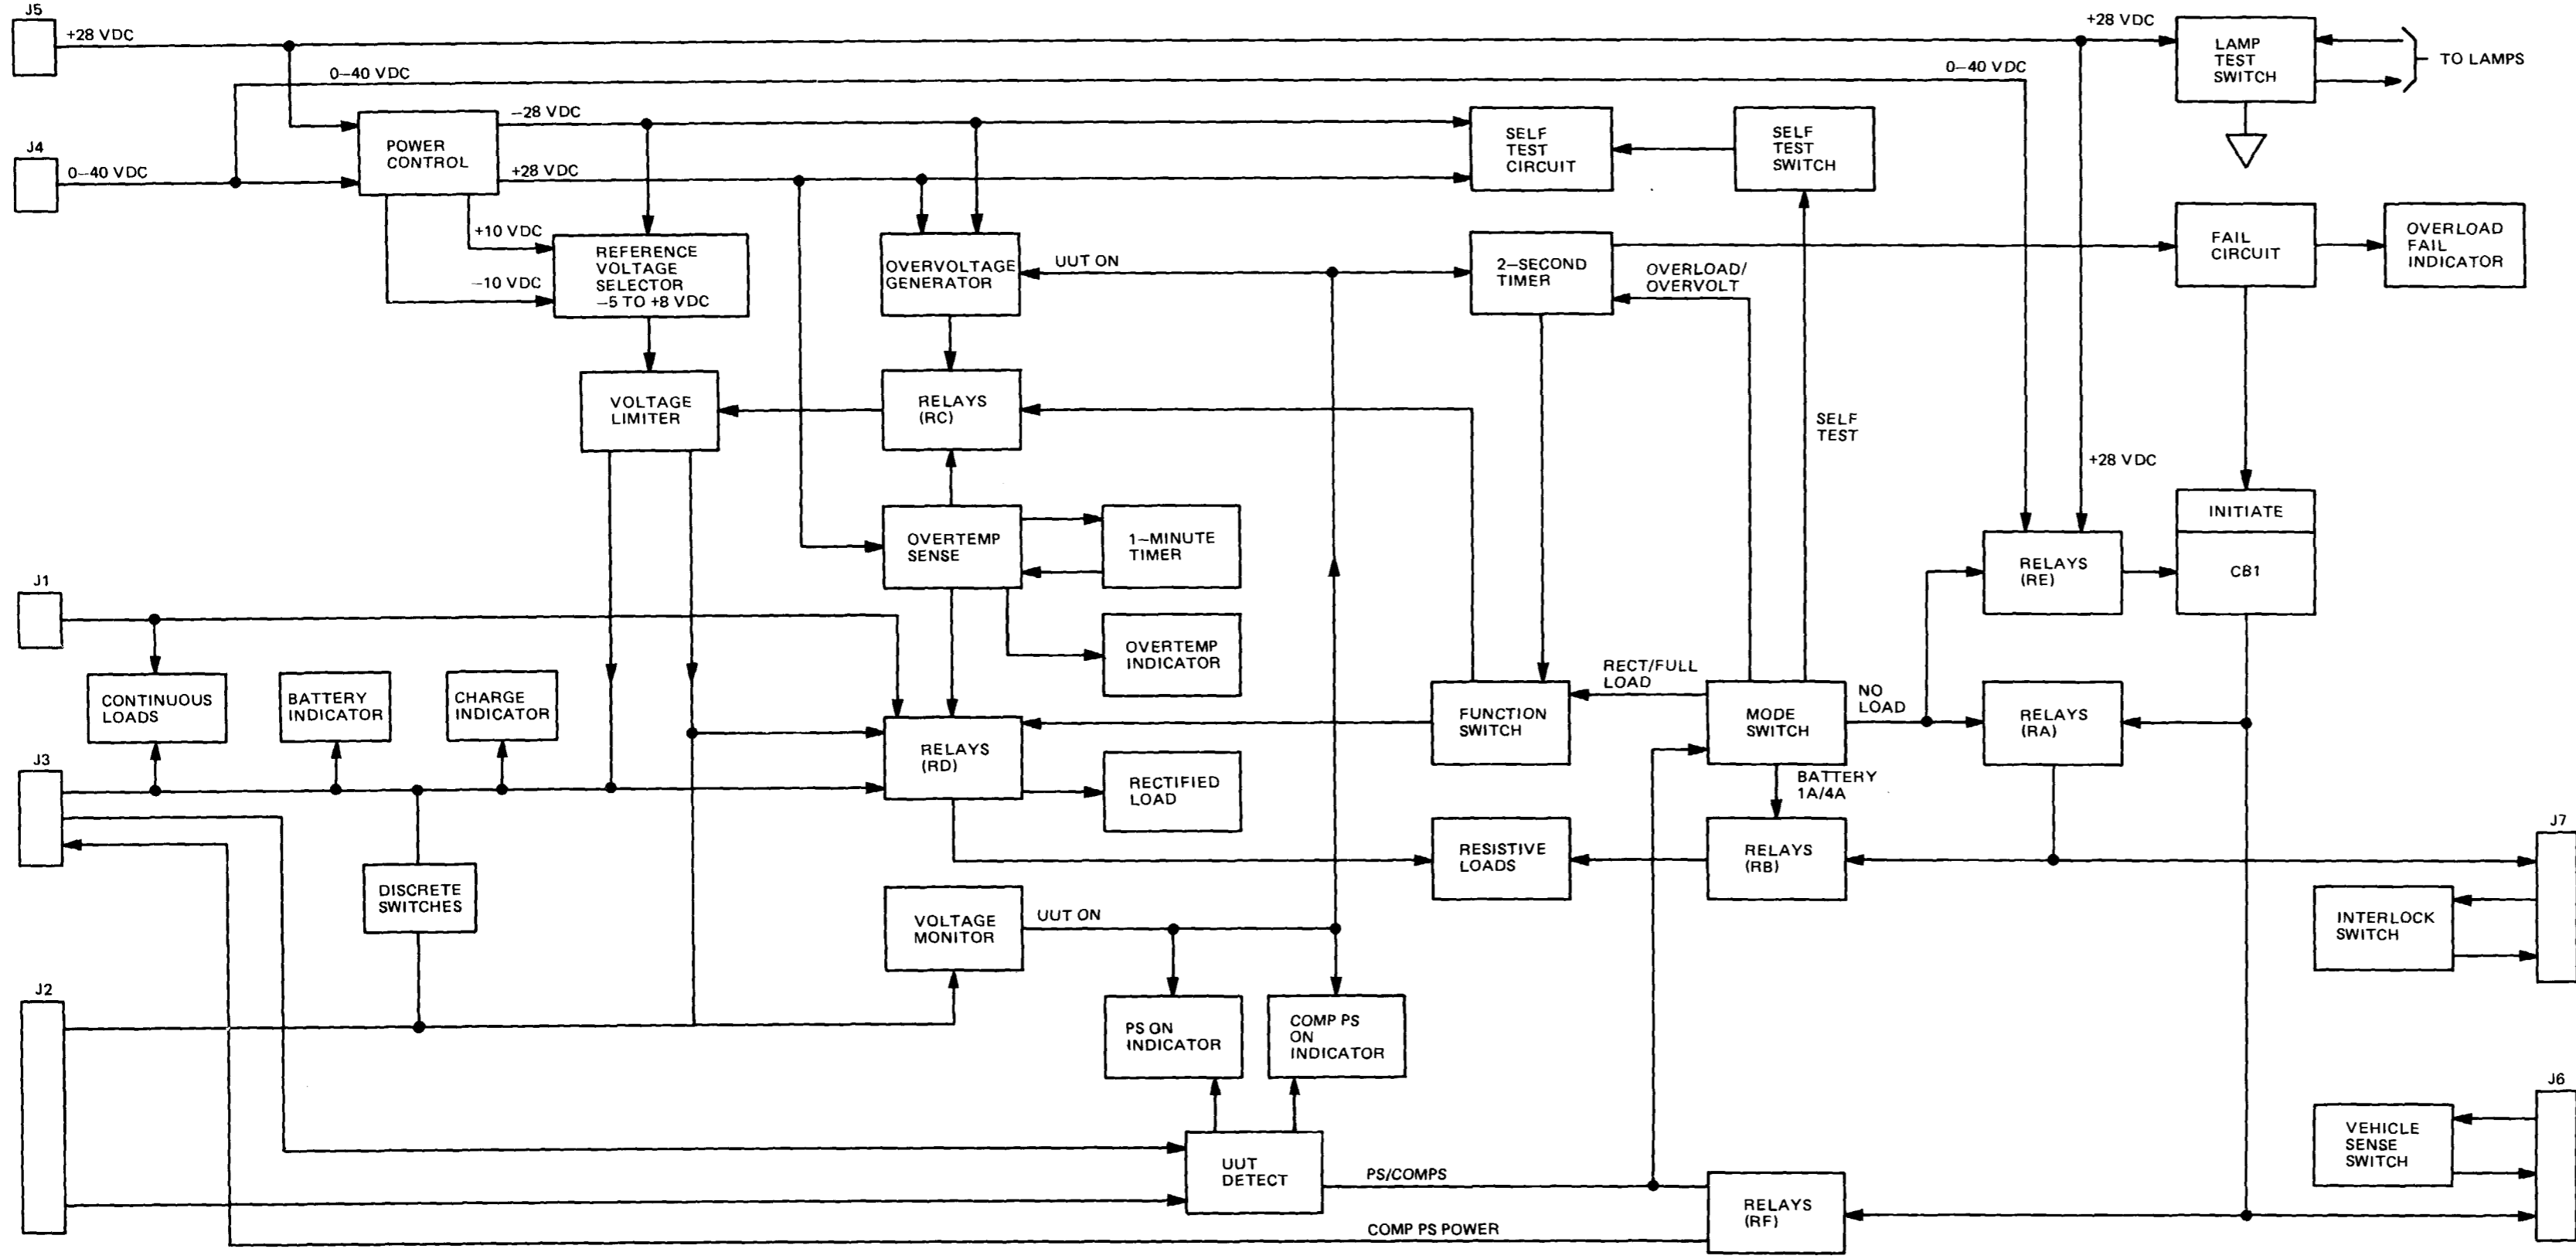 J5
+28 VDC
+28 VDC
LAMP
TEST
SWITCH
TO LAMPS
0-40 VDC
0-40 VDC
J4
0-40 VDC
POWER
CONTROL
-28 VDC
+28 VDC
+10 VDC
-10 VDC
SELF
TEST
CIRCUIT
SELF
TEST
SWITCH
REFERENCE
VOLTAGE
SELECTOR
-5 TO +8 VDC
OVERVOLTAGE
GENERATOR
UUT ON
2-SECOND
TIMER
OVERLOAD/
OVERVOLT
FAIL
CIRCUIT
OVERLOAD
FAIL
INDICATOR
VOLTAGE
LIMITER
RELAYS
(RC)
SELF
TEST
+28 VDC
OVERTEMP
SENSE
1-MINUTE
TIMER
RELAYS
(RE)
INITIATE
CB1
J1
OVERTEMP
INDICATOR
CONTINUOUS
LOADS
BATTERY
INDICATOR
CHARGE
INDICATOR
RECT/FULL
LOAD
FUNCTION
SWITCH
MODE
SWITCH
NO
LOAD
RELAYS
(RA)
J3
RELAYS
(RD)
RECTIFIED
LOAD
BATTERY
1A/4A
DISCRETE
SWITCHES
RESISTIVE
LOADS
RELAYS
(RB)
J7
VOLTAGE
MONITOR
UUT ON
INTERLOCK
SWITCH
J2
PS ON
INDICATOR
COMP PS
ON
INDICATOR
J6
VEHICLE
SENSE
SWITCH
UUT
DETECT
PS/COMPS
RELAYS
(RF)
COMP PS POWER